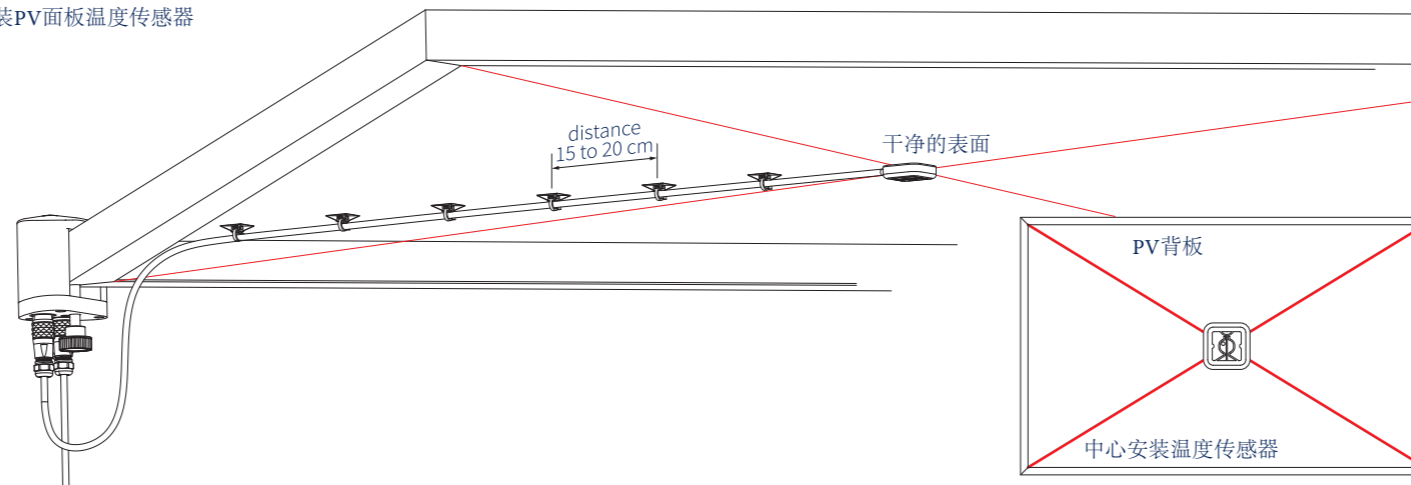 装PV面板温度传感器
distance
15 to 20 cm
干净的表面
PV背板
中心安装温度传感器